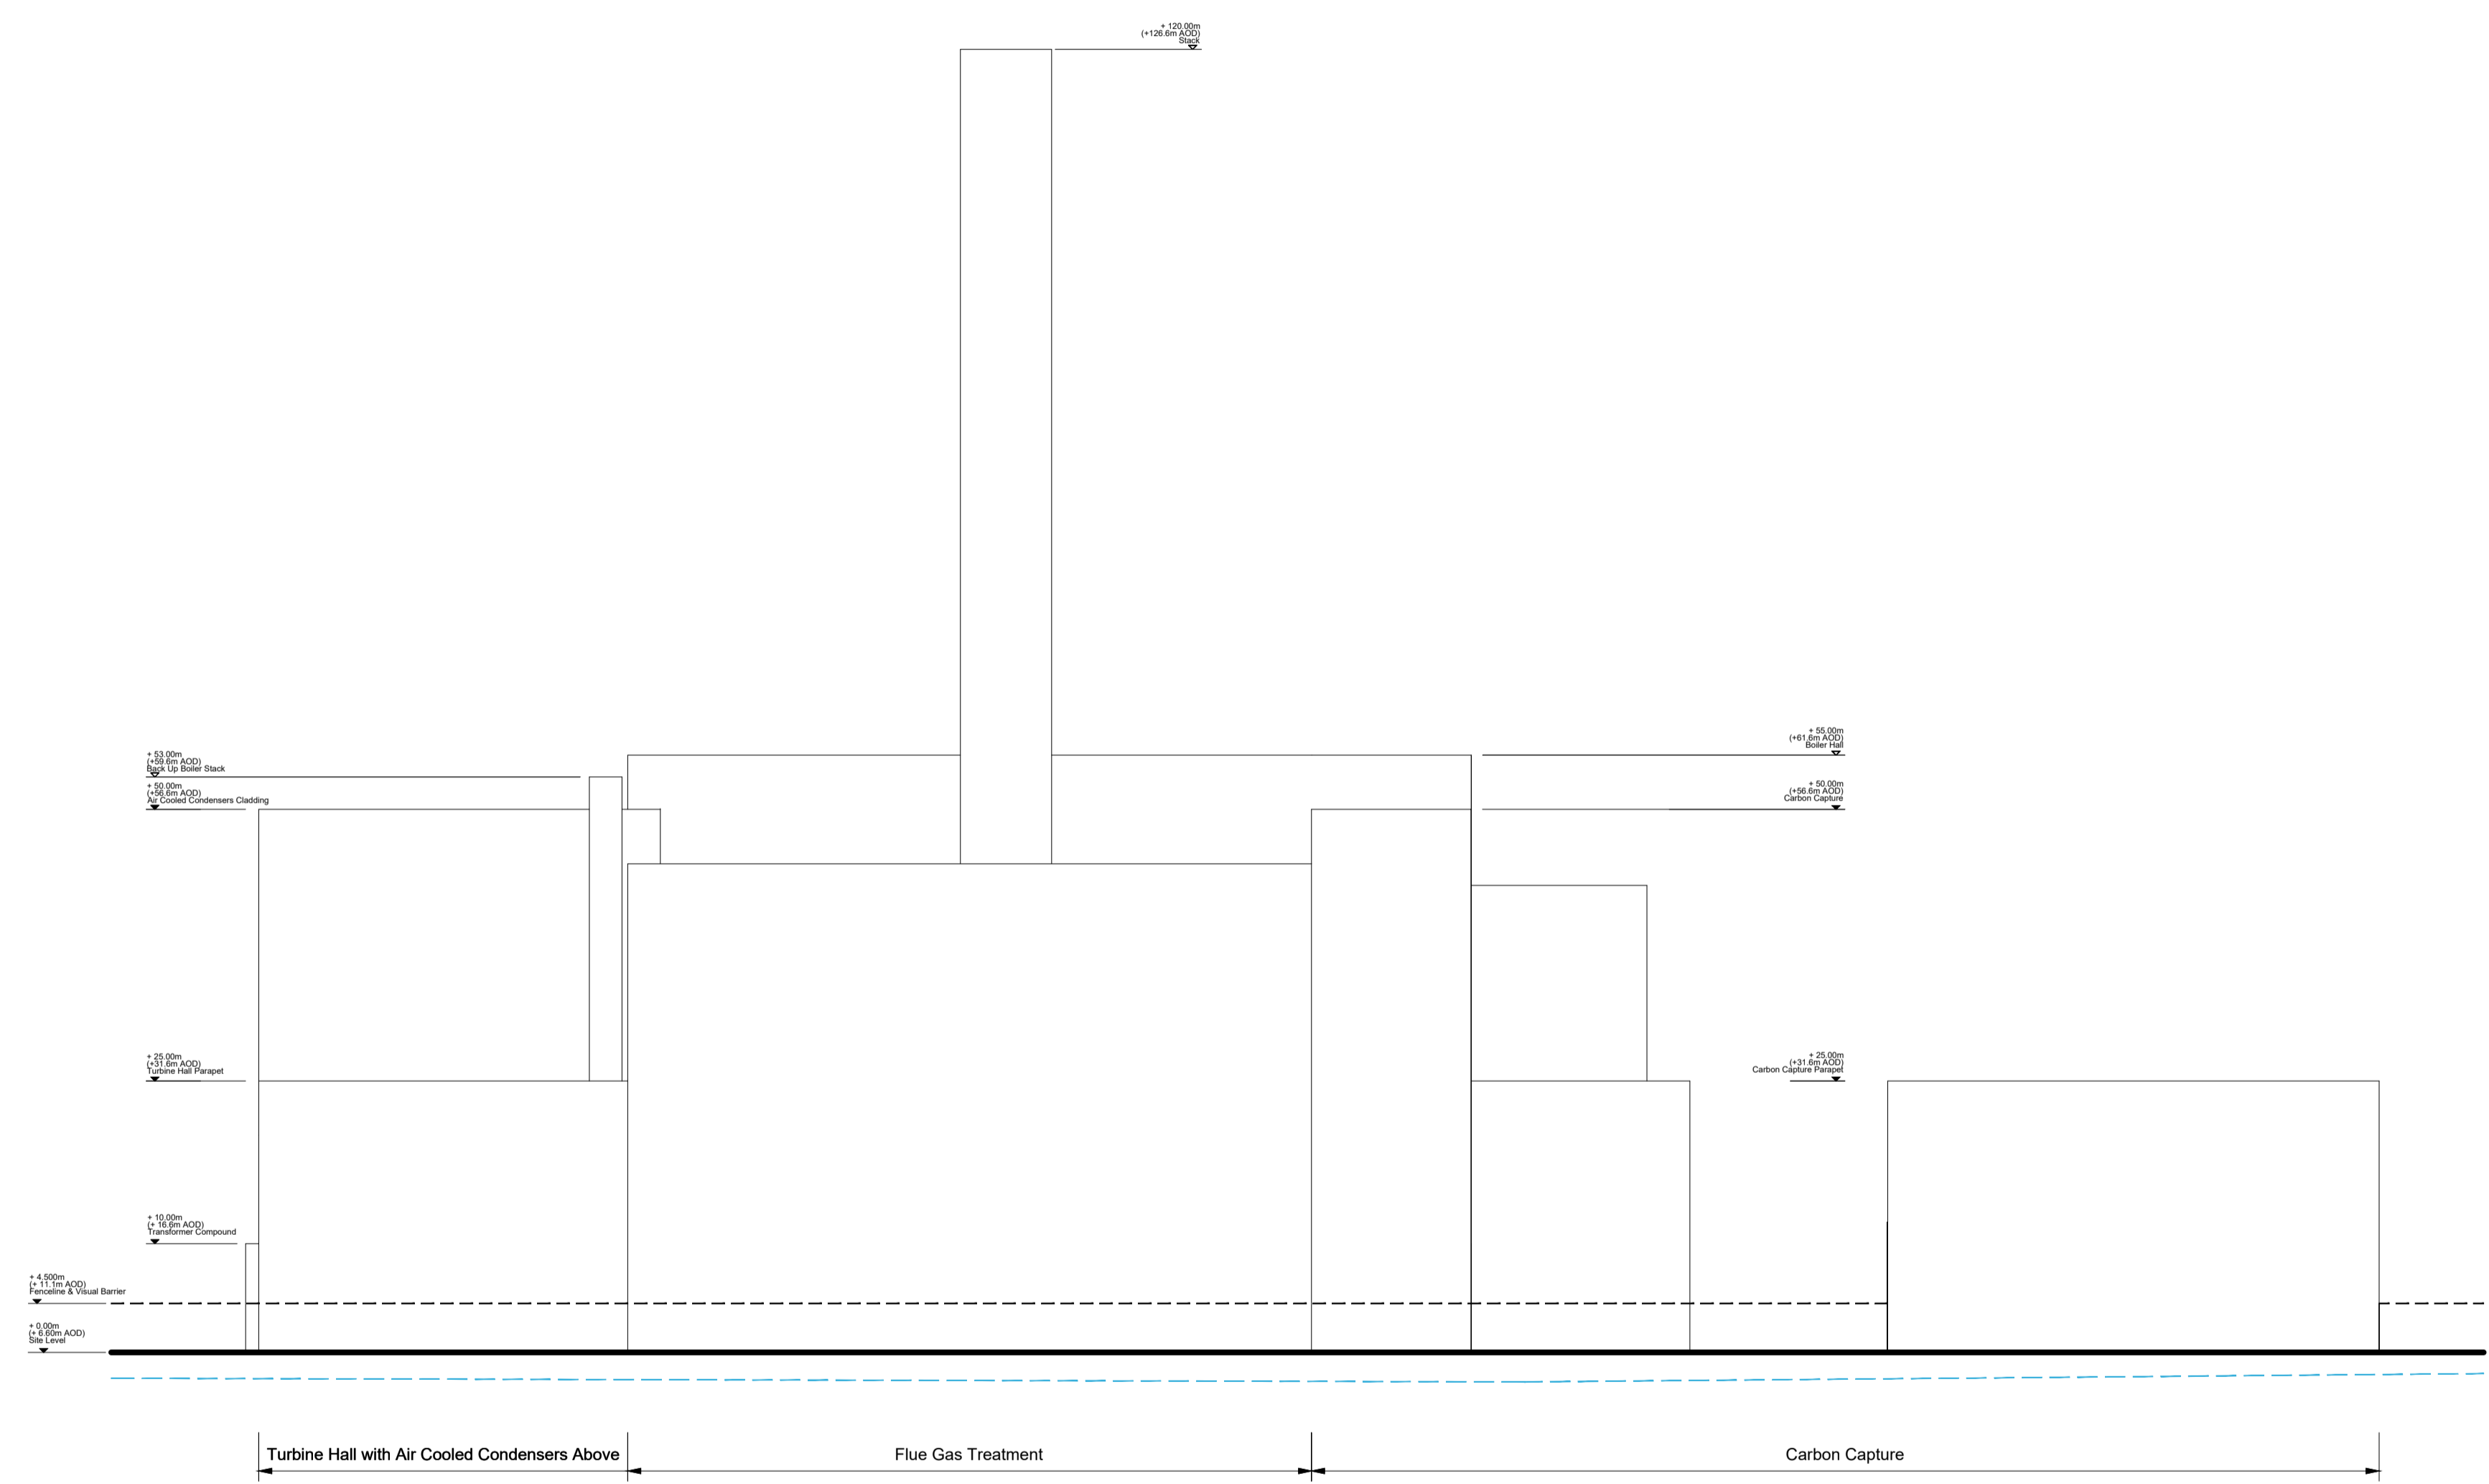 + 120.00m
(+126.6m AOD)
Stack
+ 55.00m
(+61.6m AOD)
Boiler Hall
+ 53.00m
(+59.6m AOD)
Back Up Boiler Stack
+ 50.00m
(+56.6m AOD)
Air Cooled Condensers Cladding
+ 50.00m
(+56.6m AOD)
Carbon Capture
+ 25.00m
(+31.6m AOD)
Turbine Hall Parapet
+ 25.00m
(+31.6m AOD)
Carbon Capture Parapet
+ 10.00m
(+ 16.6m AOD)
Transformer Compound
+ 4.500m
(+ 11.1m AOD)
Fenceline & Visual Barrier
+ 0.00m
(+ 6.60m AOD)
Site Level
Turbine Hall with Air Cooled Condensers Above
Flue Gas Treatment
Carbon Capture